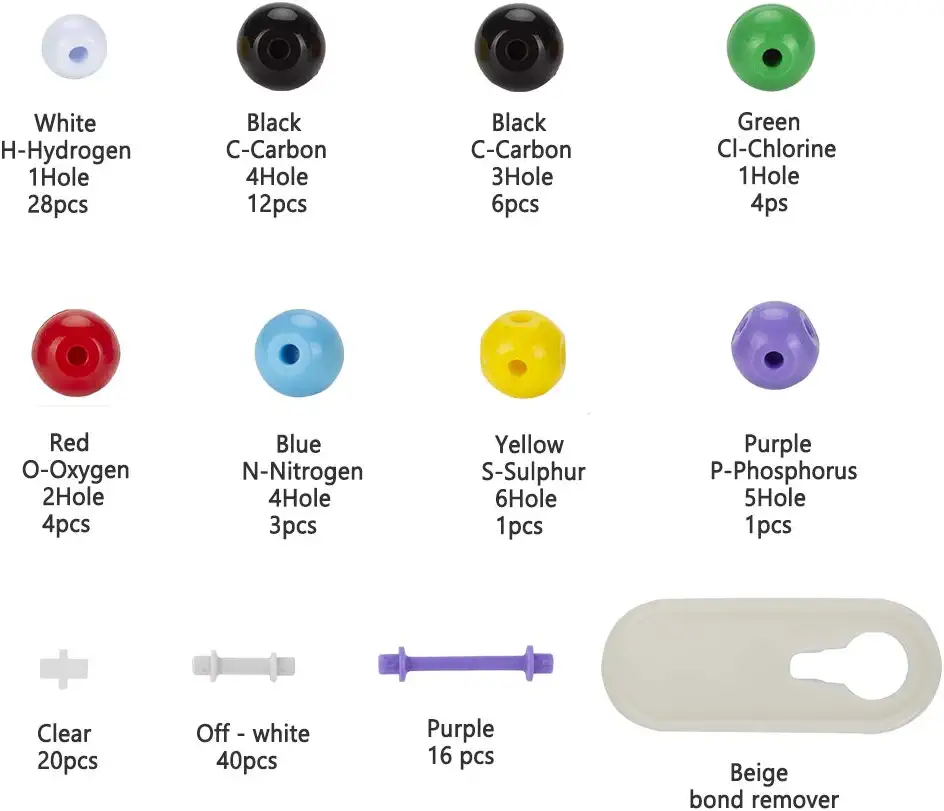 White
H-Hydrogen
1Hole
28pcs
Black
C-Carbon
4Hole
12pcs
Black
C-Carbon
3Hole
6pcs
Green
Cl-Chlorine
1Hole
4ps
Red
O-Oxygen
2Hole
4pcs
Blue
N-Nitrogen
4Hole
3pcs
Yellow
S-Sulphur
6Hole
1pcs
Purple
P-Phosphorus
5Hole
1pcs
Clear
20pcs
Off - white
40pcs
Purple
16 pcs
Beige
bond remover